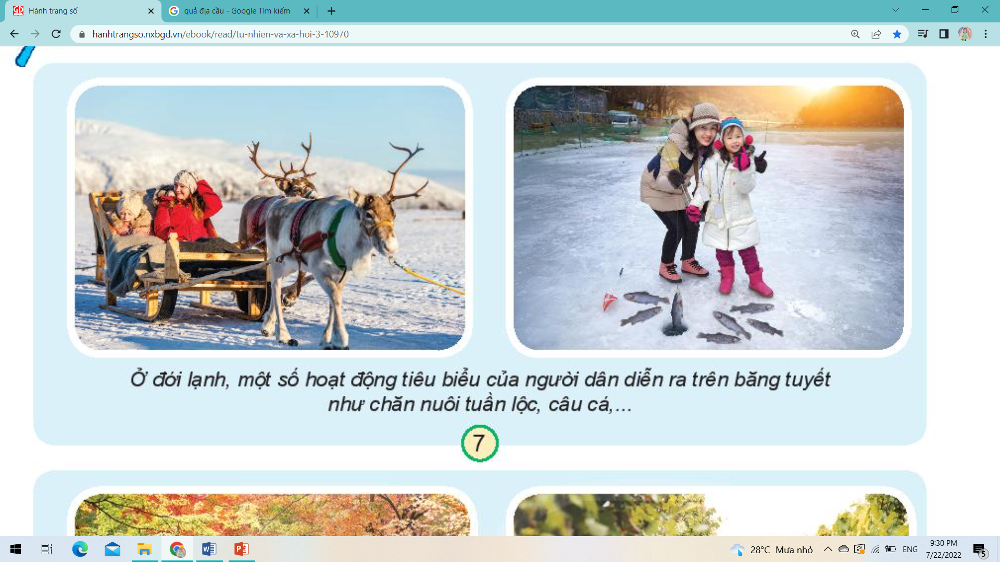 Hành trang số
quả địa cầu - Google Tìm kiếm
hanhtrangso.nxbgd.vn/ebook/read/tu-nhien-va-xa-hoi-3-10970
Ở đới lạnh, một số hoạt động tiêu biểu của người dân diễn ra trên băng tuyết
như chăn nuôi tuần lộc, câu cá,...
7
28°C Mưa nhỏ
ENG
9:30 PM
7/22/2022
5